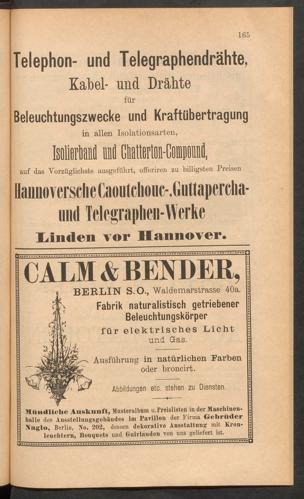 165
Telephon- und Telegraphendrähte,
Kabel- und Drähte
für
Beleuchtungszwecke und Kraftübertragung
in allen Isolationsarten,
Isolierband und Chatterton-Compound,
auf das Vorzüglichste ausgeführt, offeriren zu billigsten Preisen
Hannoversche Caoutchouc-, Guttapercha-
und Telegraphen-Werke
Linden vor Hannover.
CALM & BENDER,
BERLIN S.O., Waldemarstrasse 40a.
Fabrik naturalistisch getriebener
Beleuchtungskörper
für elektrisches Licht
und Gas.
Ausführung in natürlichen Farben
oder broncirt.
Abbildungen etc. stehen zu Diensten.
Mündliche Auskunft, Musteralbum u. Preislisten in der Maschinen-
halle des Ausstellungsgebäudes im Pavillon der Firma Gebrüder
Naglo, Berlin, No. 202, dessen dekorative Ausstattung mit Kron-
leuchtern, Bouquets und Guirlanden von uns geliefert ist.